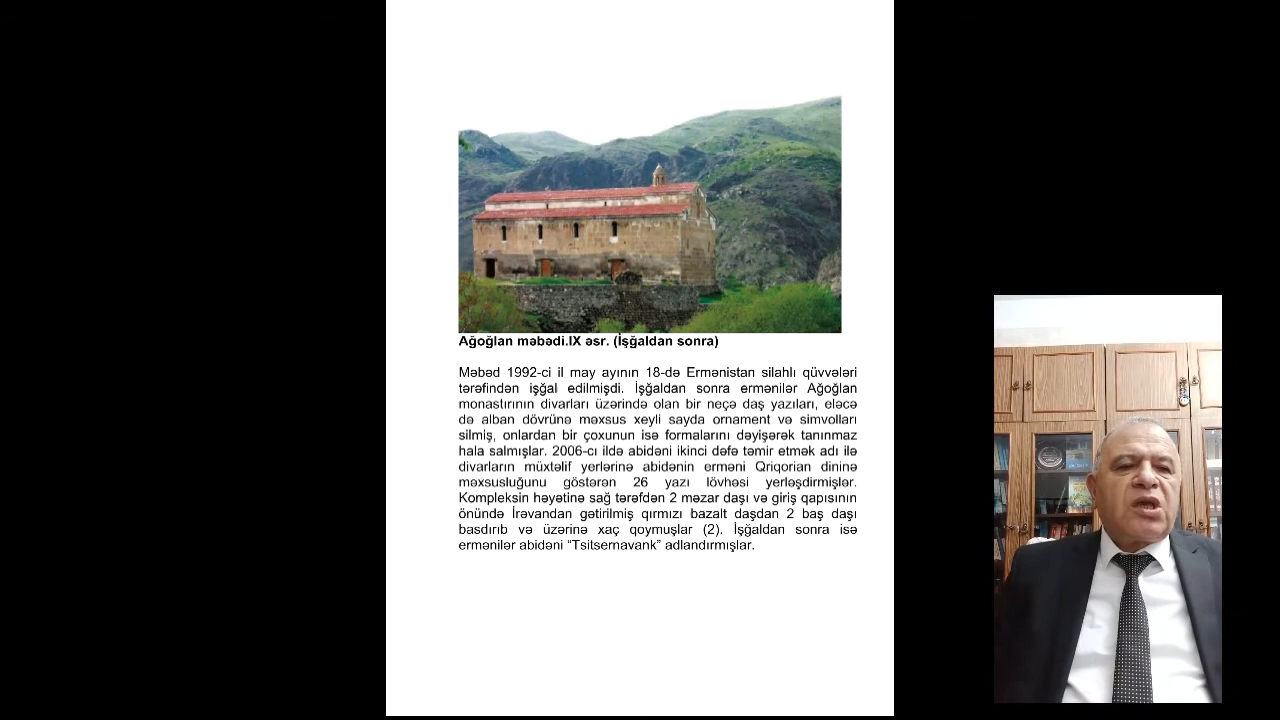 Ağoğlan məbədi.IX əsr. (İşğaldan sonra)
Məbəd 1992-ci il may ayının 18-də Ermənistan silahlı qüvvələri
tərəfindən işğal edilmişdi. İşğaldan sonra ermənilər Ağoğlan
monastırının divarları üzərində olan bir neçə daş yazıları, eləcə
də alban dövrünə məxsus xeyli sayda ornament və simvolları
silmiş, onlardan bir çoxunun isə formalarını dəyişərək tanınmaz
hala salmışlar. 2006-cı ildə abidəni ikinci dəfə təmir etmək adı ilə
divarların müxtəlif yerlərinə abidənin erməni Qriqorian dininə
məxsusluğunu göstərən 26 yazı lövhəsi yerləşdirmişlər.
Kompleksin həyətinə sağ tərəfdən 2 məzar daşı və giriş qapısının
önündə İrəvandan gətirilmiş qırmızı bazalt daşdan 2 baş daşı
basdırıb və üzərinə xaç qoymuşlar (2). İşğaldan sonra isə
ermənilər abidəni “Tsitsernavank” adlandırmışlar.